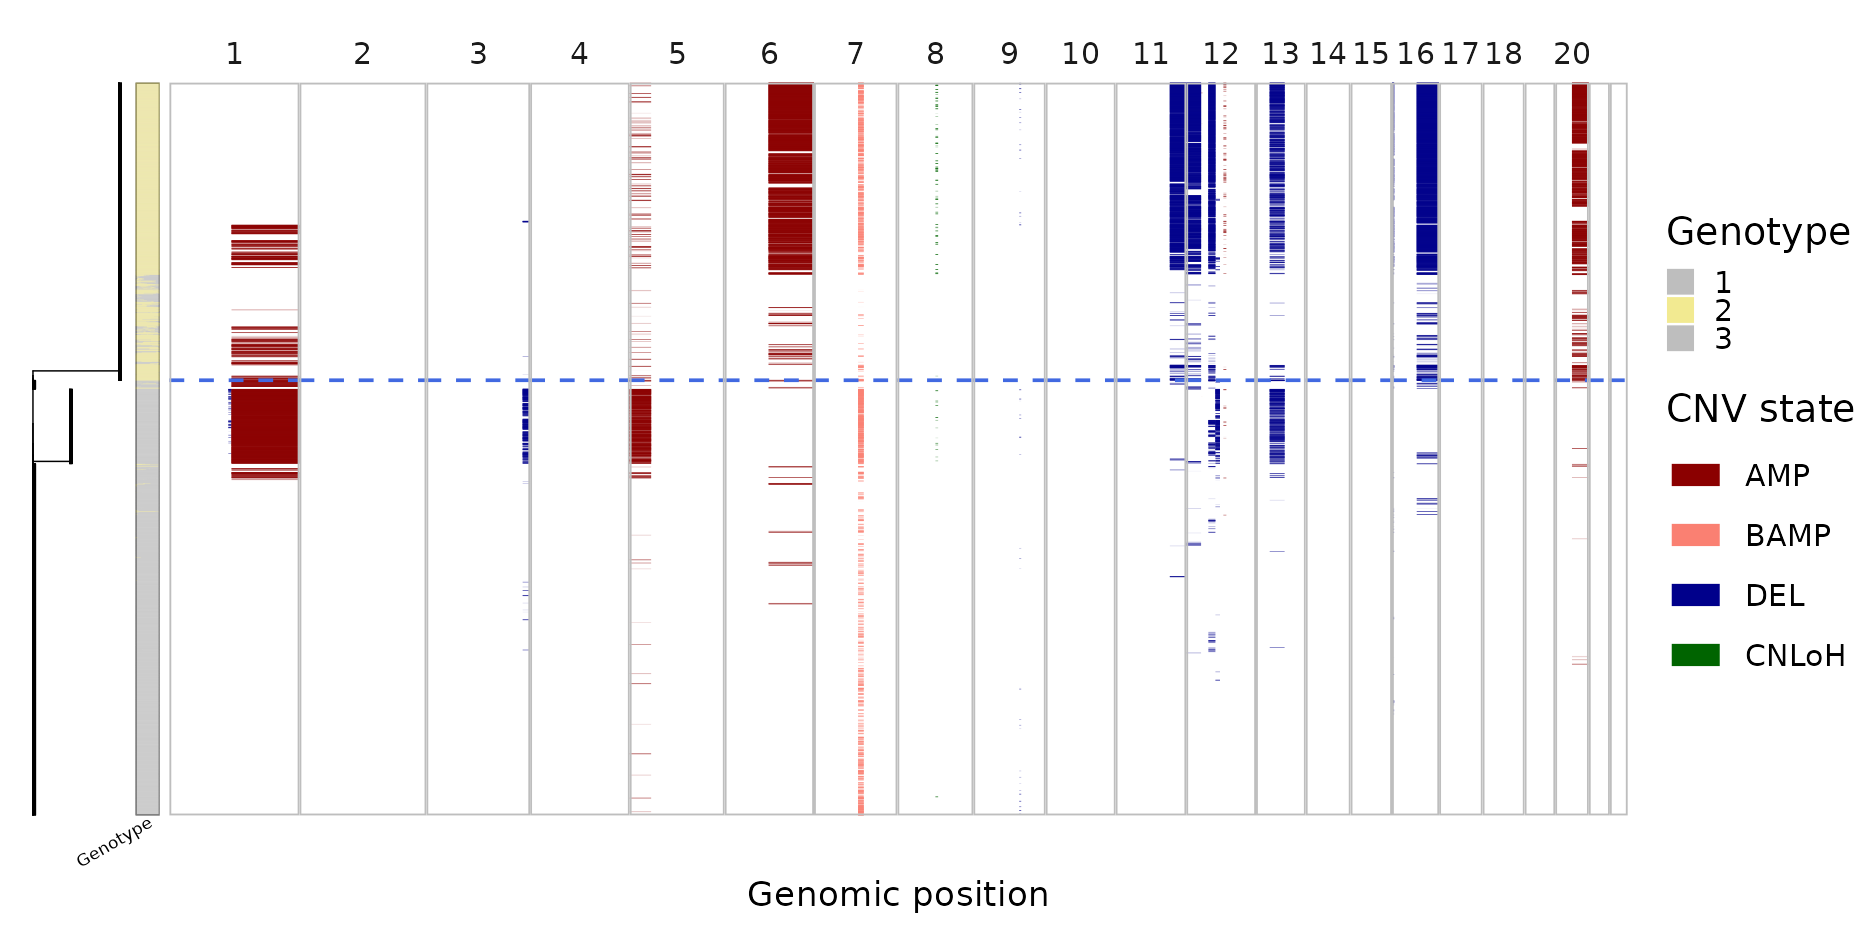 1 2 3 4 5 6 7 8 9 10 11 12 13 14 15 16 17 18 20
Genotype
1
2
3
CNV state
AMP
BAMP
DEL
CNLoH
Genotype
Genomic position